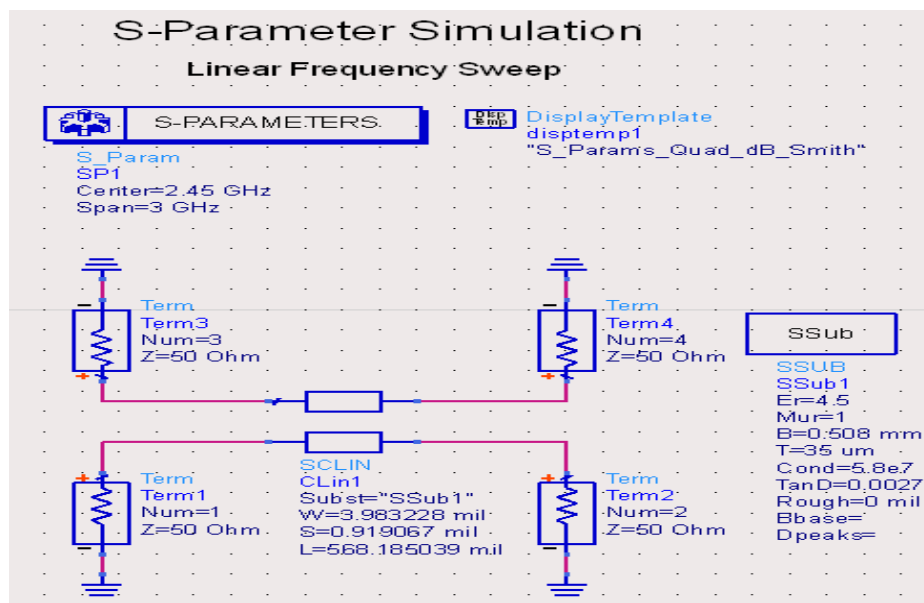 S-Parameter Simulation
Linear Frequency Sweep
S-PARAMETERS
S_Param
SP1
Center=2.45 GHz
Span=3 GHz
Disp
Temp
DisplayTemplate
disptemp1
"S_Params_Quad_dB_Smith"
-
Term
Term3
Num=3
Z=50 Ohm
+
-
Term
Term4
Num=4
Z=50 Ohm
+
SSub
SSUB
SSub1
Er=4.5
Mur=1
B=0.508 mm
T=35 um
Cond=5.8e7
TanD=0.0027
Rough=0 mil
Bbase=
Dpeaks=
+
Term
Term1
Num=1
Z=50 Ohm
-
SCLIN
CLin1
Subst="SSub1"
W=3.983228 mil
S=0.919067 mil
L=568.185039 mil
+
Term
Term2
Num=2
Z=50 Ohm
-